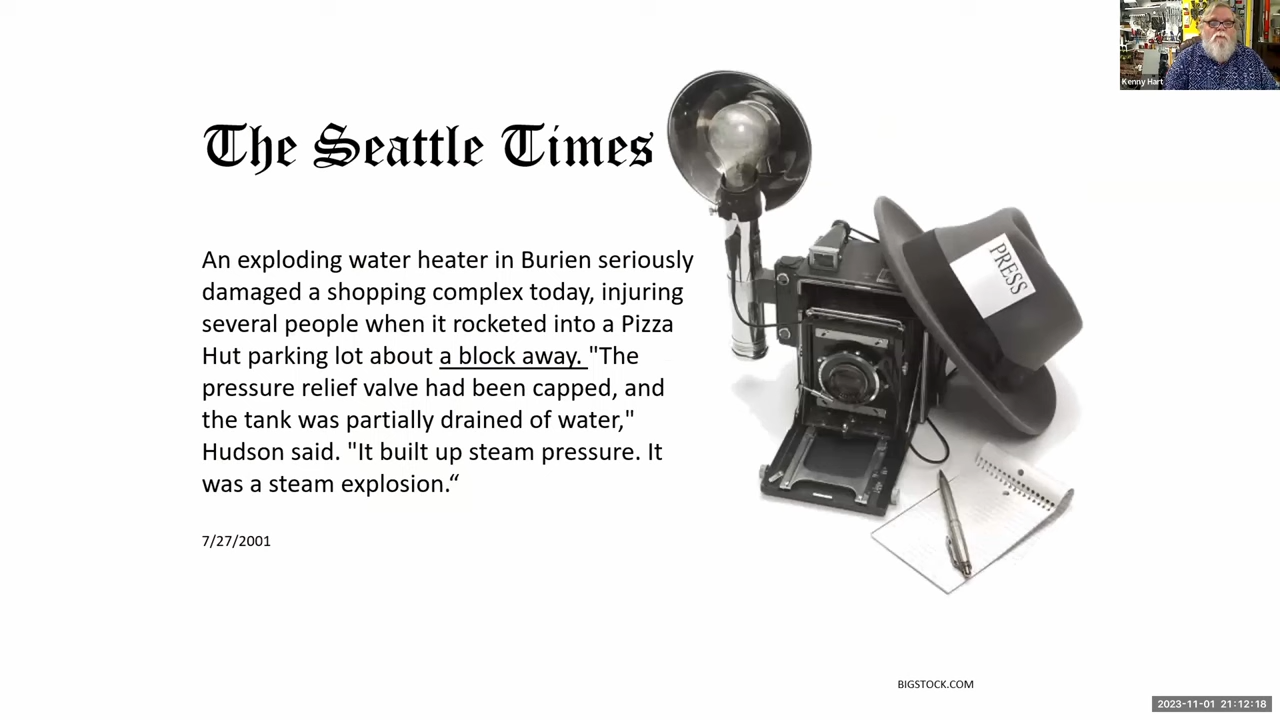 Kenny Hart
The Seattle Times
PRESS
An exploding water heater in Burien seriously
damaged a shopping complex today, injuring
several people when it rocketed into a Pizza
Hut parking lot about a block away. "The
pressure relief valve had been capped, and
the tank was partially drained of water,"
Hudson said. "It built up steam pressure. It
was a steam explosion.“
7/27/2001
BIGSTOCK.COM
2023-11-01 21:12:18